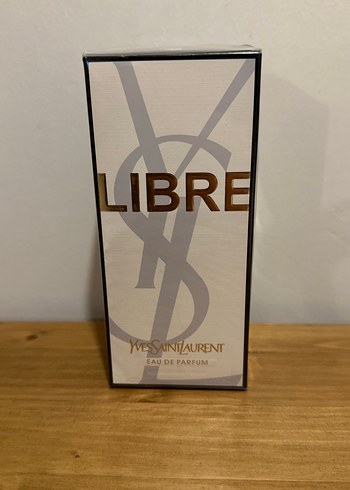 LIBRE
YVESSAINTLAURENT
EAU DE PARFUM